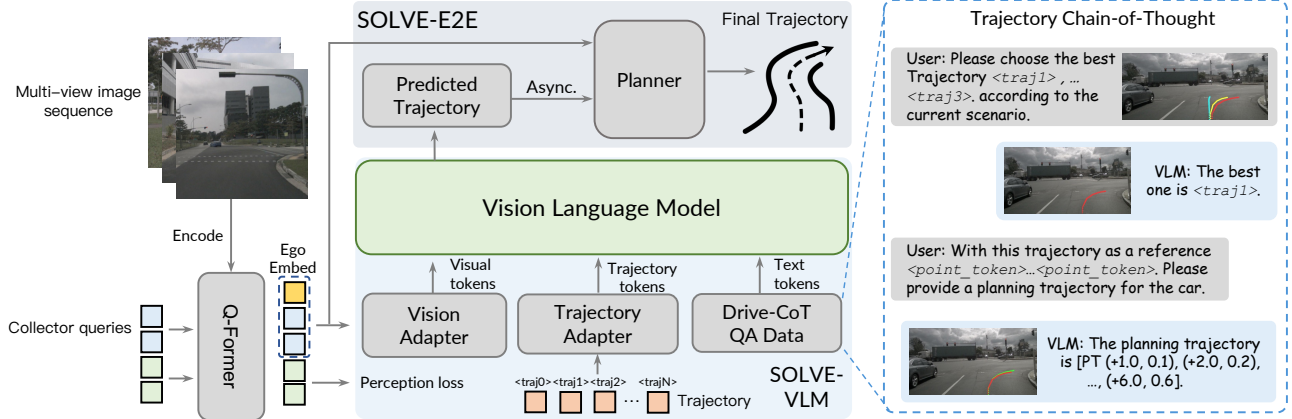 SOLVE-E2E
Final Trajectory
Multi–view image
sequence
Predicted
Trajectory
Async.
Planner
Vision Language Model
Encode
Ego
Embed
Visual
tokens
Trajectory
tokens
Text
tokens
Collector queries
Q-Former
Vision
Adapter
Trajectory
Adapter
Drive-CoT
QA Data
Perception loss
<traj0> <traj1> <traj2> <trajN>
...
Trajectory
SOLVE-
VLM
Trajectory Chain-of-Thought
User: Please choose the best
Trajectory <traj1> , …
<traj3>. according to the
current scenario.
VLM: The best
one is <traj1>.
User: With this trajectory as a reference
<point_token>…<point_token>. Please
provide a planning trajectory for the car.
VLM: The planning trajectory
is [PT (+1.0, 0.1), (+2.0, 0.2),
…, (+6.0, 0.6].